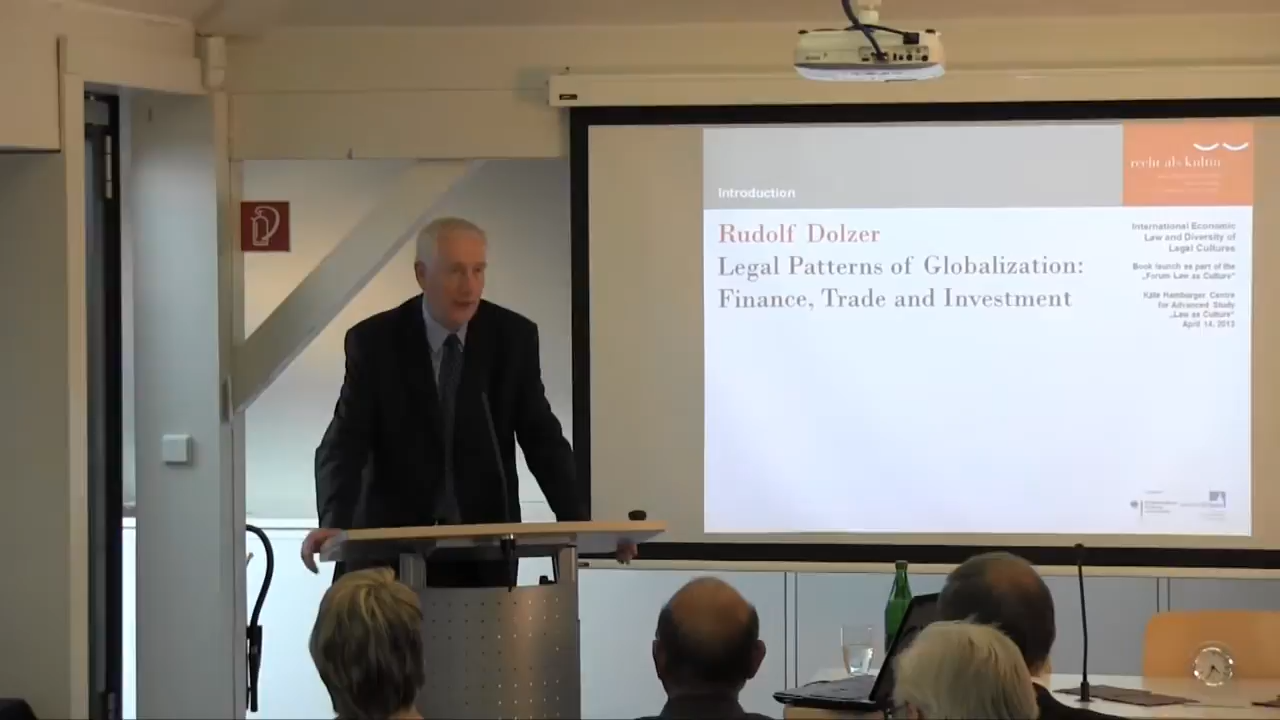 Introduction
recht als kultur
Rudolf Dolzer
Legal Patterns of Globalization:
Finance, Trade and Investment
International Economic
Law and Diversity of
Legal Cultures
Book launch as part of the
„Forum Law as Culture“
Käte Hamburger Centre
for Advanced Study
„Law as Culture“
April 14, 2013